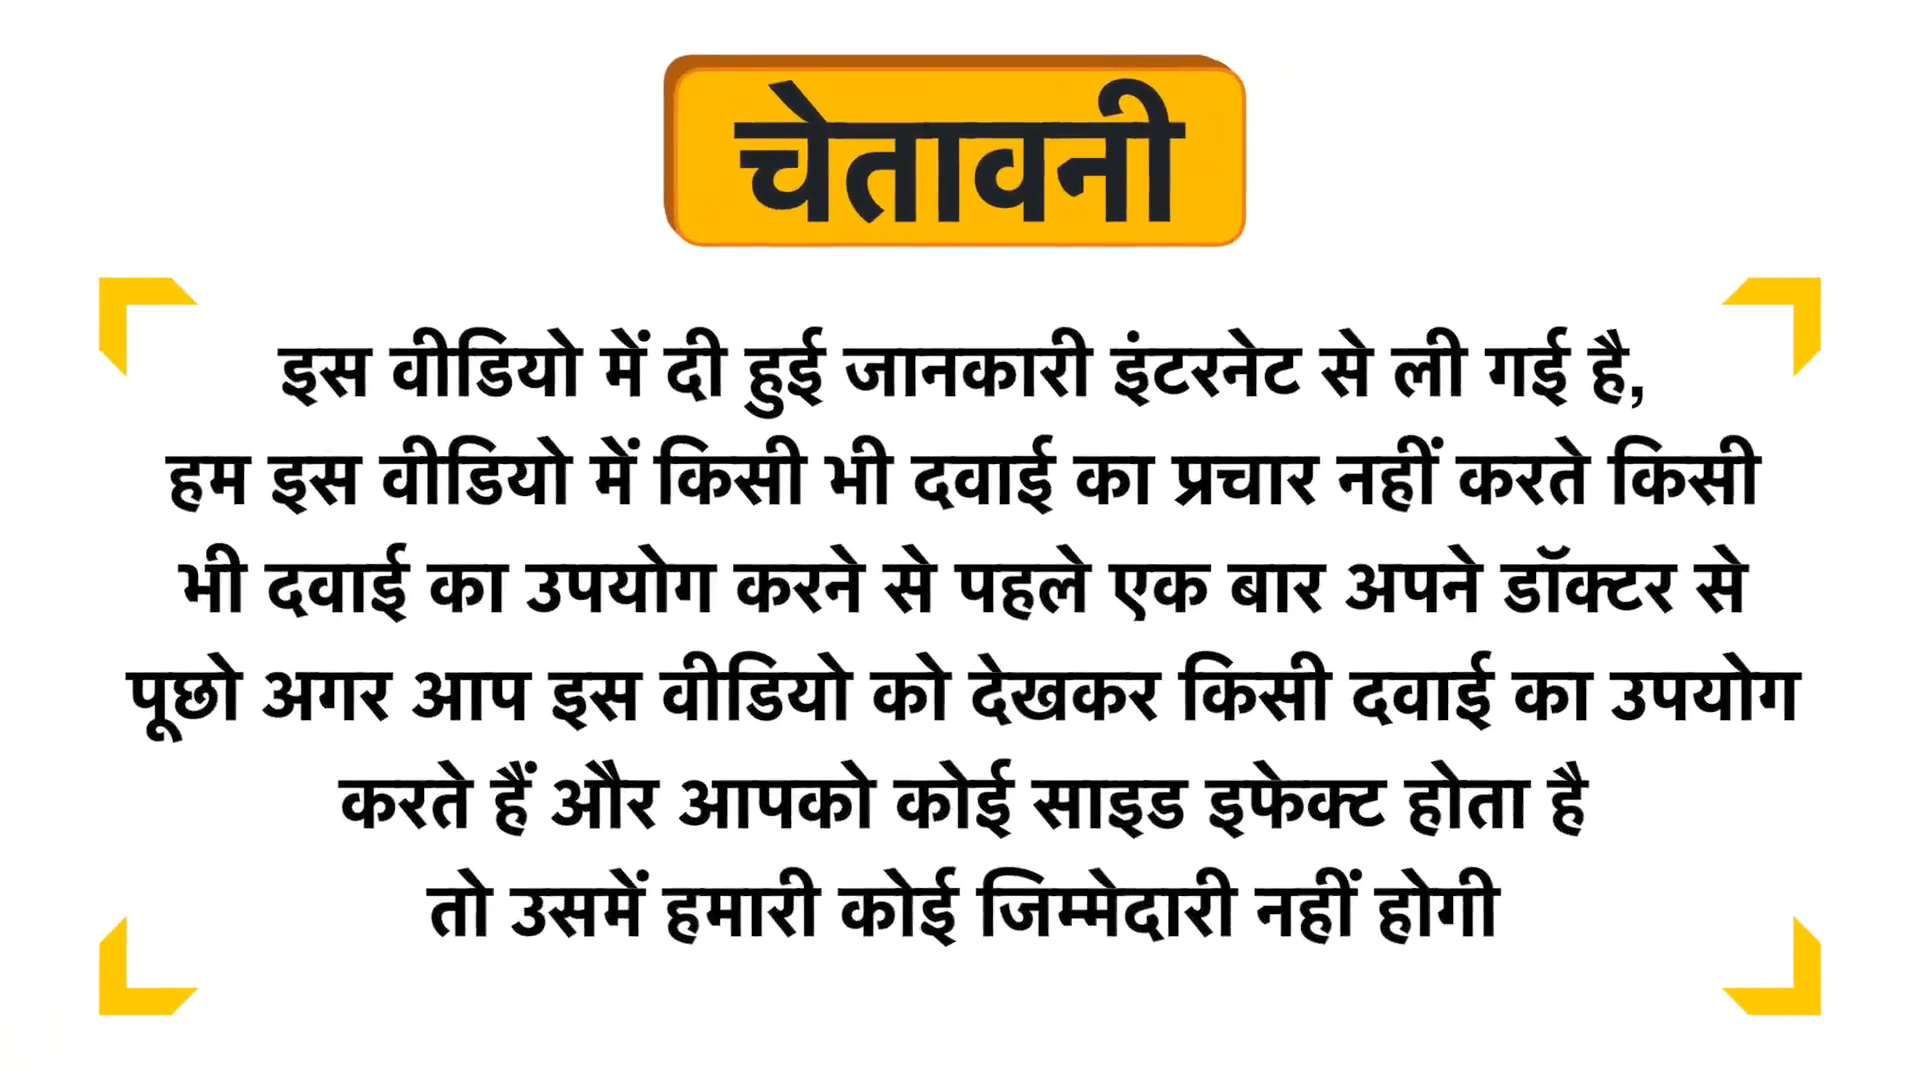 चेतावनी
इस वीडियो में दी हुई जानकारी इंटरनेट से ली गई है,
हम इस वीडियो में किसी भी दवाई का प्रचार नहीं करते किसी
भी दवाई का उपयोग करने से पहले एक बार अपने डॉक्टर से
पूछो अगर आप इस वीडियो को देखकर किसी दवाई का उपयोग
करते हैं और आपको कोई साइड इफेक्ट होता है
तो उसमें हमारी कोई जिम्मेदारी नहीं होगी